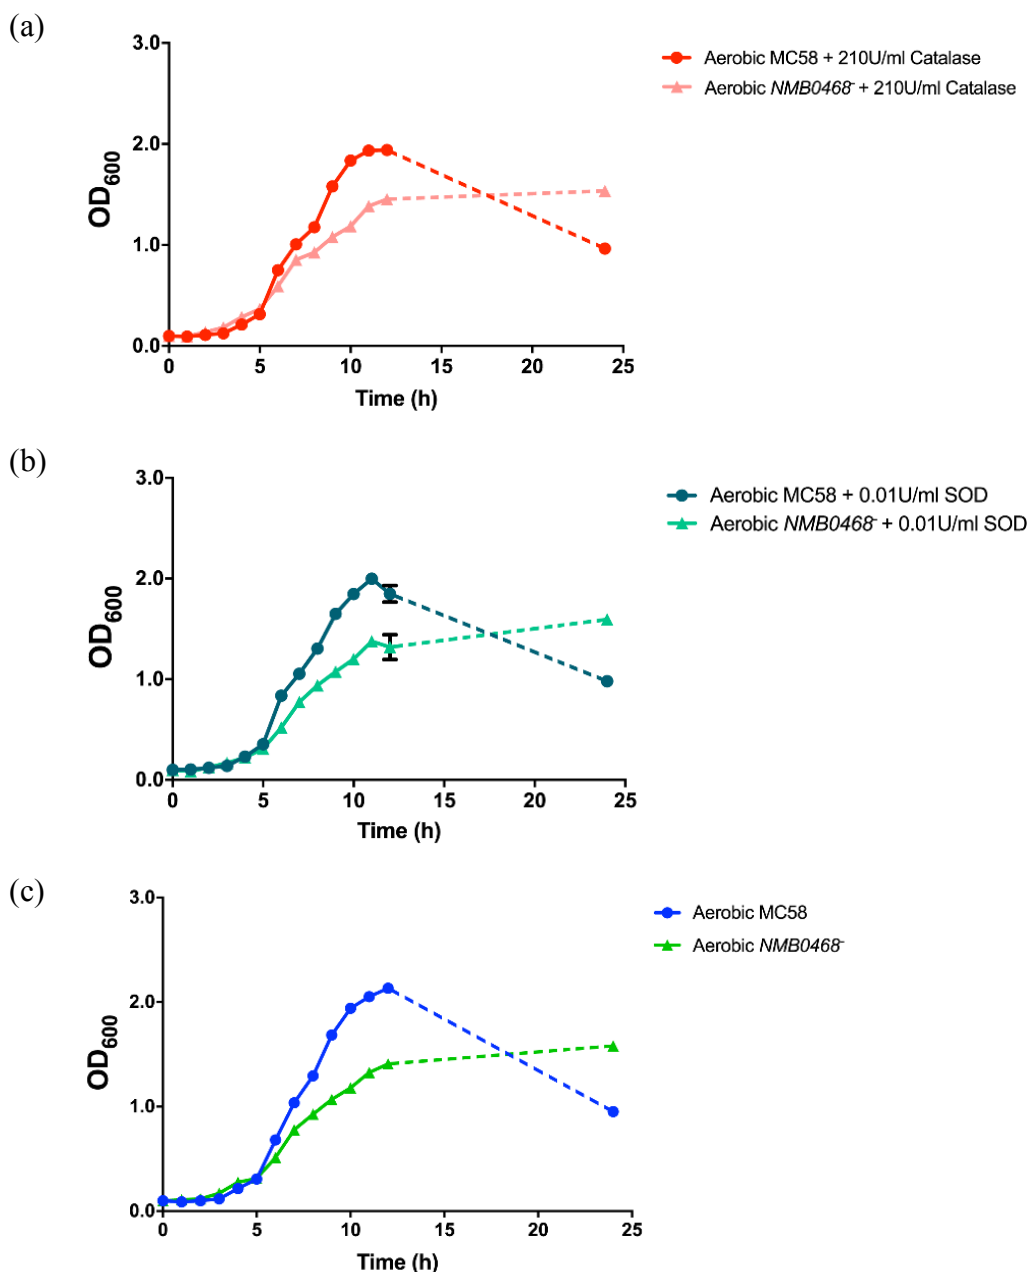 (a)
3.0
2.0
1.0
0.0
OD600
0 5 10 15 20 25
Time (h)
Aerobic MC58 + 210U/ml Catalase
Aerobic NMB0468- + 210U/ml Catalase
(b)
3.0
2.0
1.0
0.0
OD600
0 5 10 15 20 25
Time (h)
Aerobic MC58 + 0.01U/ml SOD
Aerobic NMB0468- + 0.01U/ml SOD
(c)
3.0
2.0
1.0
0.0
OD600
0 5 10 15 20 25
Time (h)
Aerobic MC58
Aerobic NMB0468-